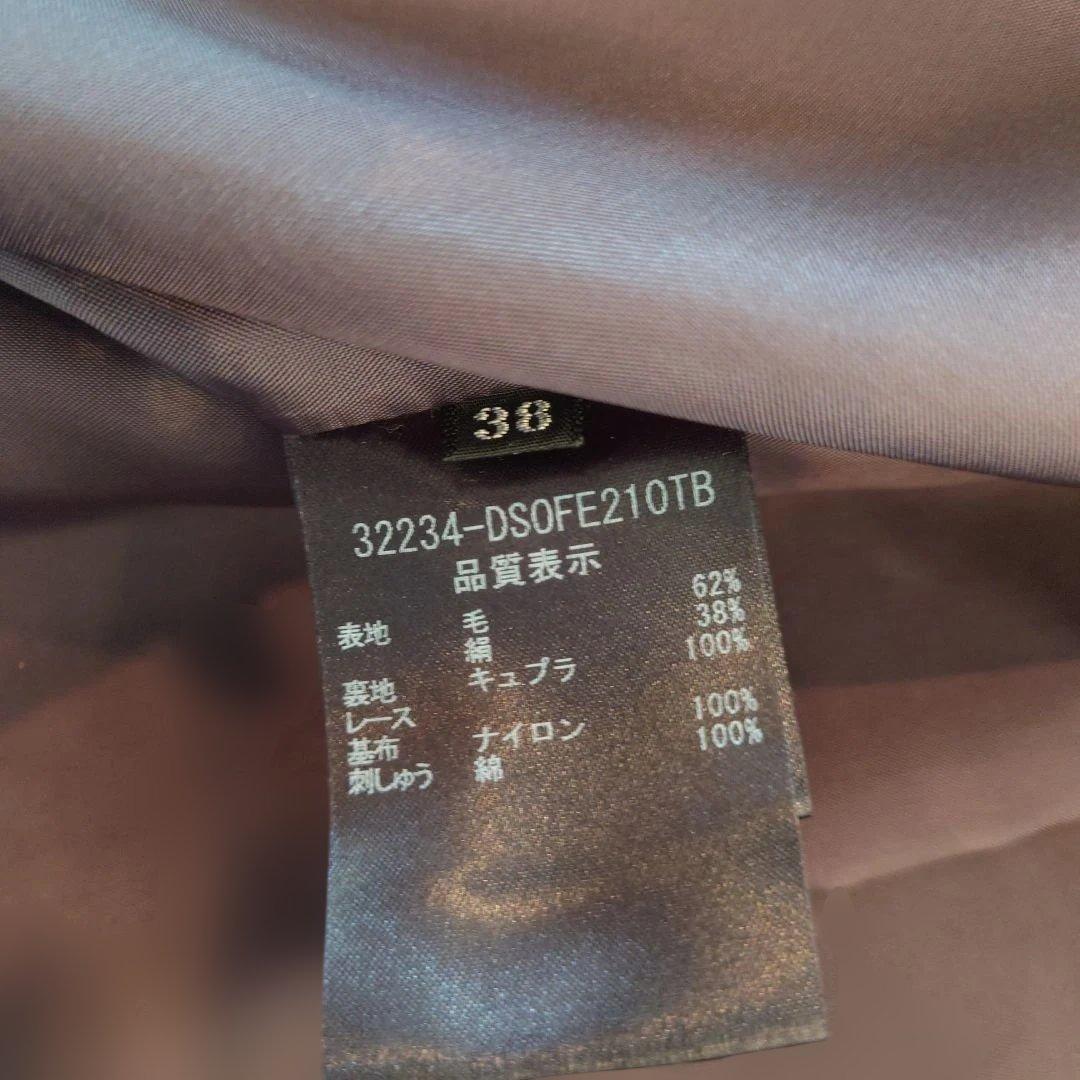 38
32234-DSOFE210TB
品質表示
表地 毛 62%
絹 38%
裏地 キュプラ 100%
レース
基布 ナイロン 100%
刺しゅう 綿 100%